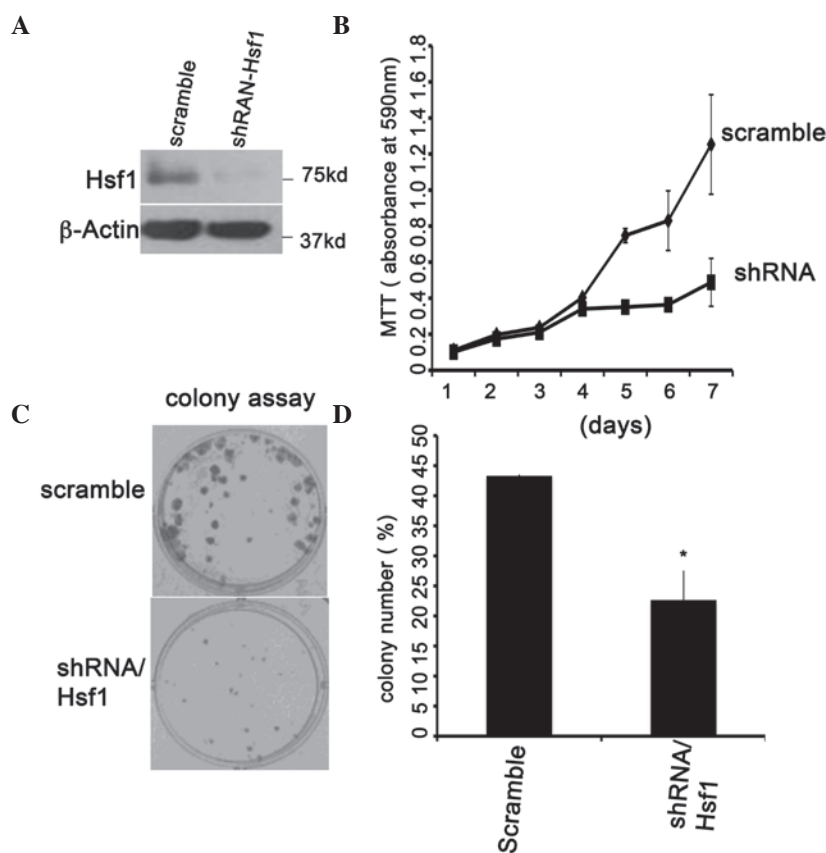 A
scramble
shRAN-Hsf1
Hsf1
75kd
β-Actin
37kd
B
MTT ( absorbance at 590nm)
0 0.2 0.4 0.6 0.8 1.0 1.2 1.4 1.6 1.8
scramble
shRNA
1 2 3 4 5 6 7
(days)
C
colony assay
scramble
shRNA/
Hsf1
D
colony number ( %)
0 5 10 15 20 25 30 35 40 45 50
*
Scramble
shRNA/
Hsf1